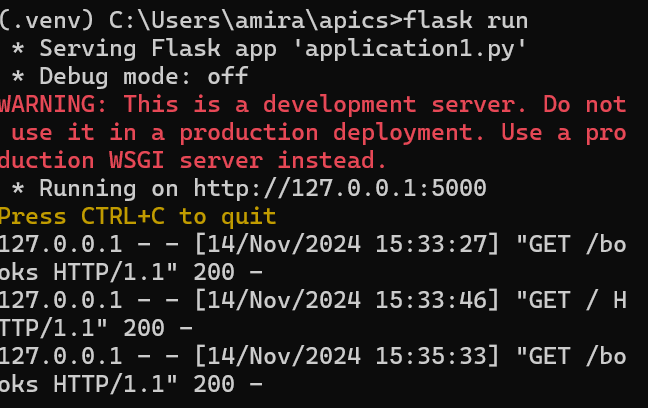 (.venv) C:\Users\amira\apics>flask run
 * Serving Flask app 'application1.py'
 * Debug mode: off
WARNING: This is a development server. Do not
 use it in a production deployment. Use a pro
duction WSGI server instead.
 * Running on http://127.0.0.1:5000
Press CTRL+C to quit
127.0.0.1 - - [14/Nov/2024 15:33:27] "GET /bo
oks HTTP/1.1" 200 -
127.0.0.1 - - [14/Nov/2024 15:33:46] "GET / H
TTP/1.1" 200 -
127.0.0.1 - - [14/Nov/2024 15:35:33] "GET /bo
oks HTTP/1.1" 200 -